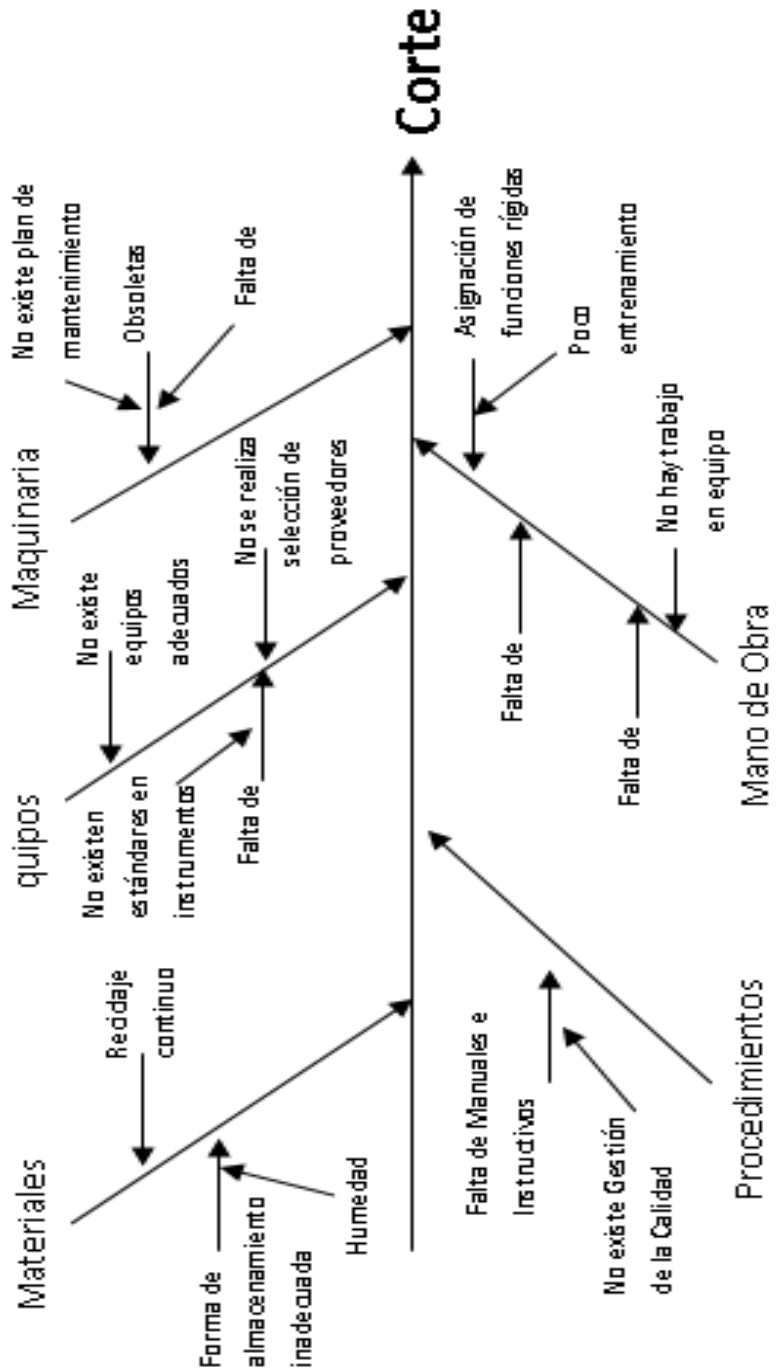 Materiales
quipos
Maquinaria
Reciclaje
continuo
Forma de
almacenamiento
inadecuada
Humedad
No existe
equipos
adecuados
No existen
estándares en
instrumentos
Falta de
No se realiza
selección de
proveedores
No existe plan de
mantenimiento
Obsoletas
Falta de
Corte
Falta de Manuales e
Instructivos
No existe Gestión
de la Calidad
Procedimientos
Falta de
Falta de
Asignación de
funciones rígidas
Poco
entrenamiento
No hay trabajo
en equipo
Mano de Obra